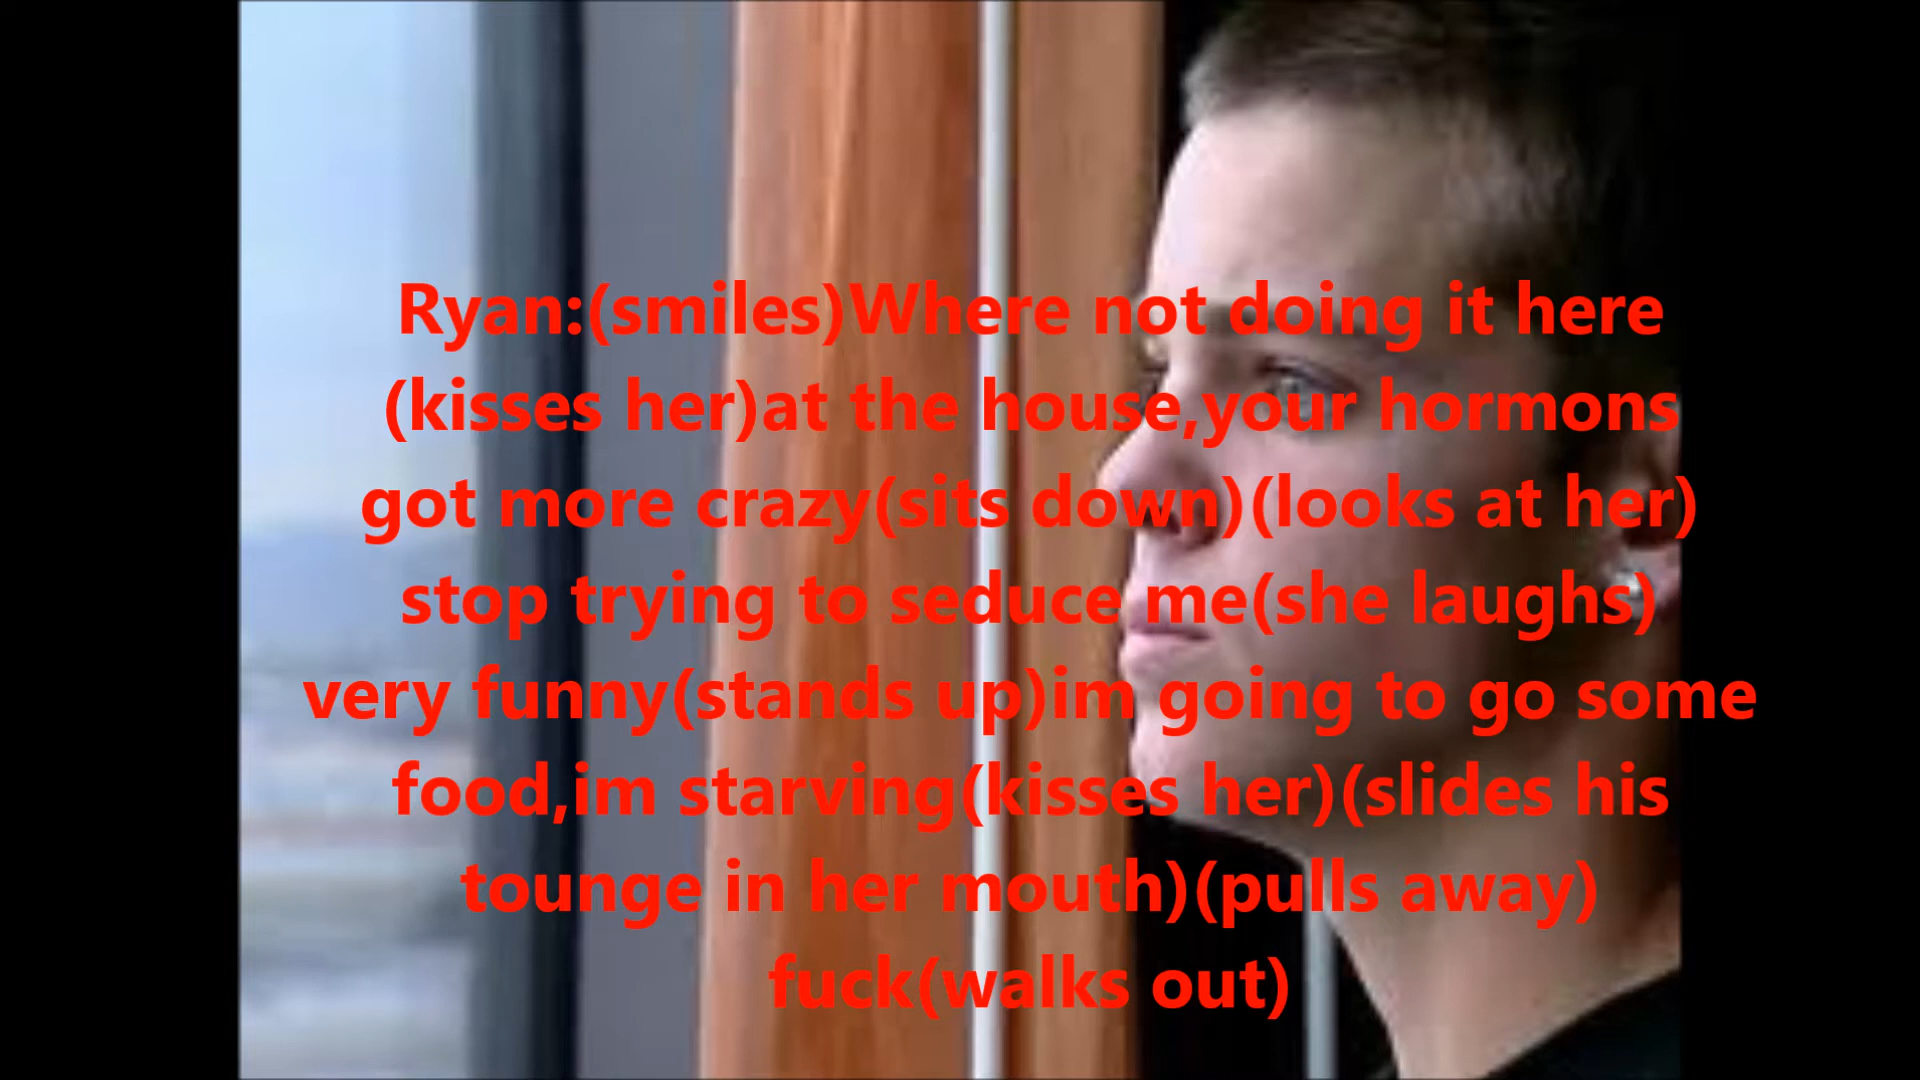 Ryan:(smiles)Where not doing it here
(kisses her)at the house,your hormons
got more crazy(sits down)(looks at her)
stop trying to seduce me(she laughs)
very funny(stands up)im going to go some
food,im starving(kisses her)(slides his
tounge in her mouth)(pulls away)
fuck(walks out)